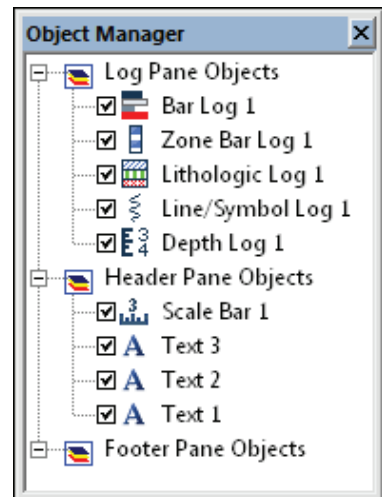 Object Manager
Log Pane Objects
Bar Log 1
Zone Bar Log 1
Lithologic Log 1
Line/Symbol Log 1
Depth Log 1
Header Pane Objects
Scale Bar 1
A Text 3
A Text 2
A Text 1
Footer Pane Objects